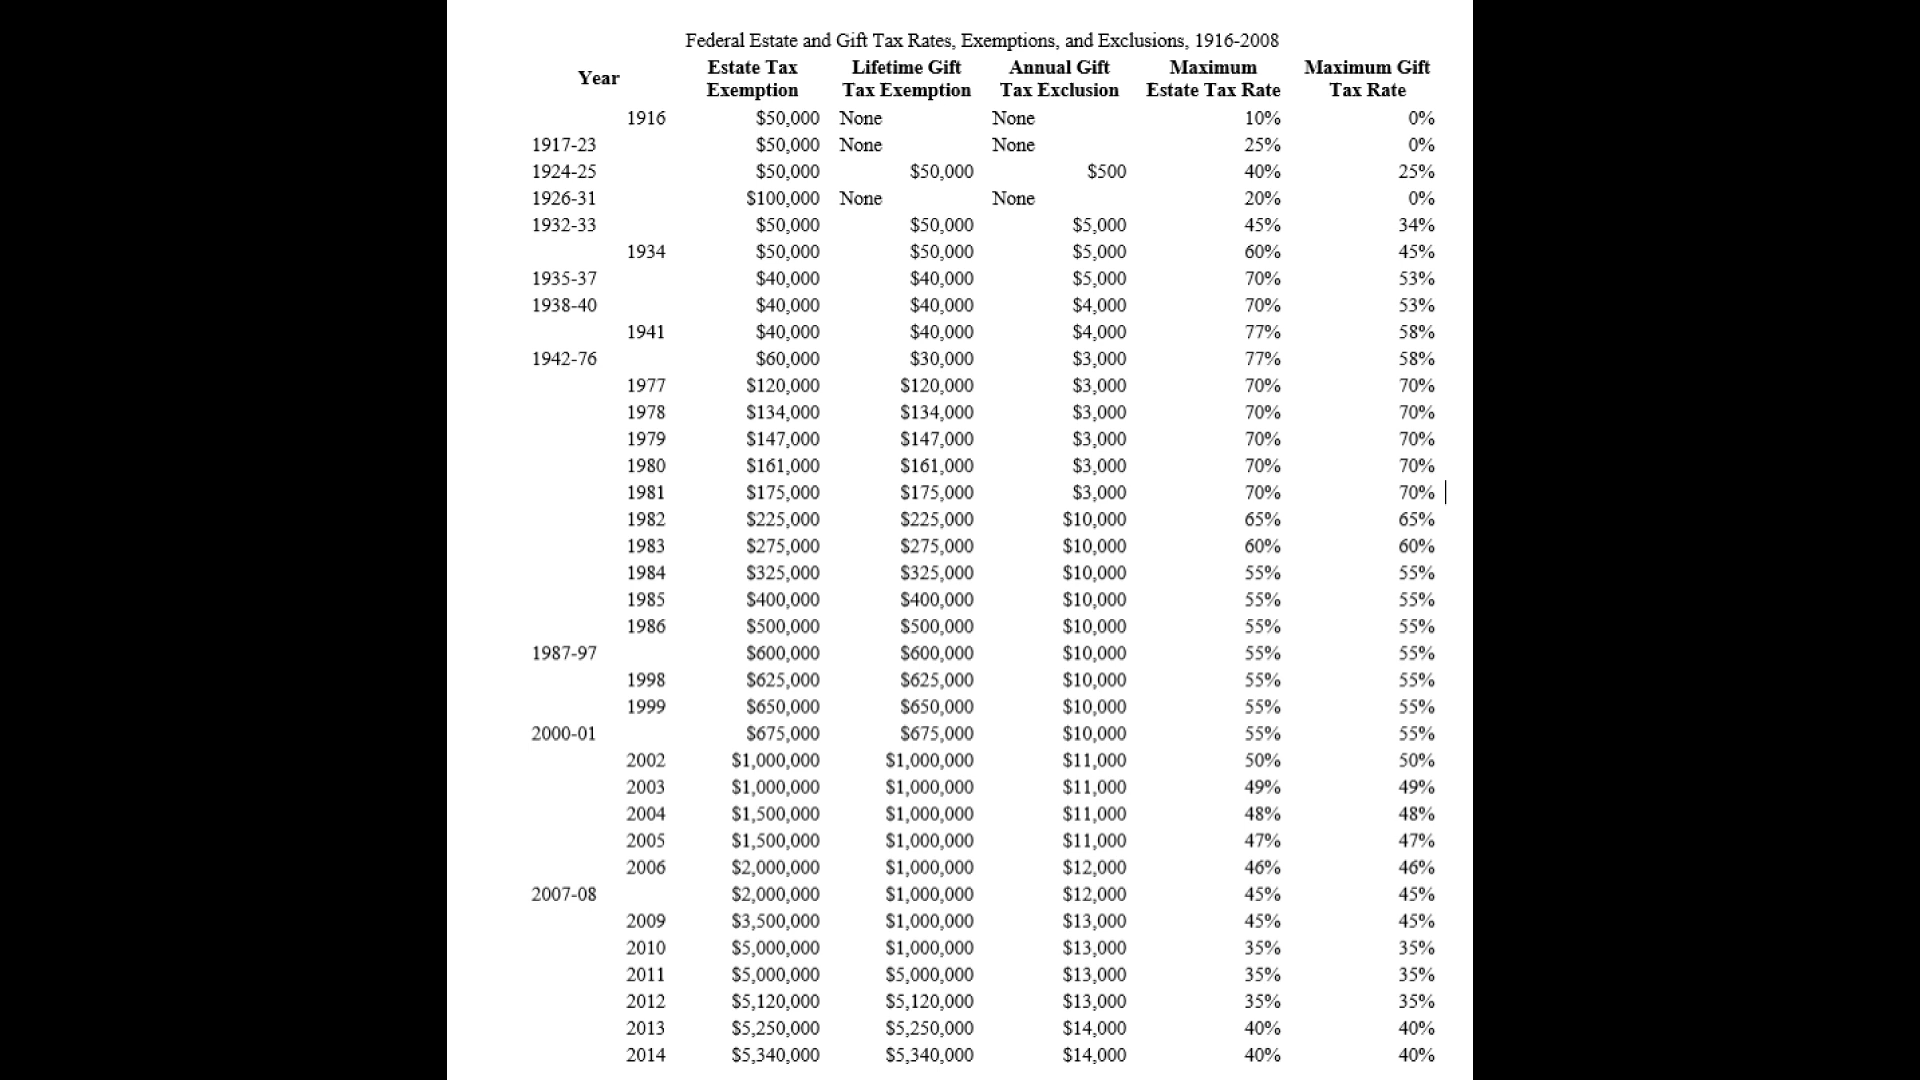 Federal Estate and Gift Tax Rates, Exemptions, and Exclusions, 1916-2008
Year Estate Tax Exemption Lifetime Gift Tax Exemption Annual Gift Tax Exclusion Maximum Estate Tax Rate Maximum Gift Tax Rate
1916 $50,000 None None 10% 0%
1917-23 $50,000 None None 25% 0%
1924-25 $50,000 $50,000 $500 40% 25%
1926-31 $100,000 None None 20% 0%
1932-33 $50,000 $50,000 $5,000 45% 34%
1934 $50,000 $50,000 $5,000 60% 45%
1935-37 $40,000 $40,000 $5,000 70% 53%
1938-40 $40,000 $40,000 $4,000 70% 53%
1941 $40,000 $40,000 $4,000 77% 58%
1942-76 $60,000 $30,000 $3,000 77% 58%
1977 $120,000 $120,000 $3,000 70% 70%
1978 $134,000 $134,000 $3,000 70% 70%
1979 $147,000 $147,000 $3,000 70% 70%
1980 $161,000 $161,000 $3,000 70% 70%
1981 $175,000 $175,000 $3,000 70% 70%
1982 $225,000 $225,000 $10,000 65% 65%
1983 $275,000 $275,000 $10,000 60% 60%
1984 $325,000 $325,000 $10,000 55% 55%
1985 $400,000 $400,000 $10,000 55% 55%
1986 $500,000 $500,000 $10,000 55% 55%
1987-97 $600,000 $600,000 $10,000 55% 55%
1998 $625,000 $625,000 $10,000 55% 55%
1999 $650,000 $650,000 $10,000 55% 55%
2000-01 $675,000 $675,000 $10,000 55% 55%
2002 $1,000,000 $1,000,000 $11,000 50% 50%
2003 $1,000,000 $1,000,000 $11,000 49% 49%
2004 $1,500,000 $1,000,000 $11,000 48% 48%
2005 $1,500,000 $1,000,000 $11,000 47% 47%
2006 $2,000,000 $1,000,000 $12,000 46% 46%
2007-08 $2,000,000 $1,000,000 $12,000 45% 45%
2009 $3,500,000 $1,000,000 $13,000 45% 45%
2010 $5,000,000 $1,000,000 $13,000 35% 35%
2011 $5,000,000 $5,000,000 $13,000 35% 35%
2012 $5,120,000 $5,120,000 $13,000 35% 35%
2013 $5,250,000 $5,250,000 $14,000 40% 40%
2014 $5,340,000 $5,340,000 $14,000 40% 40%